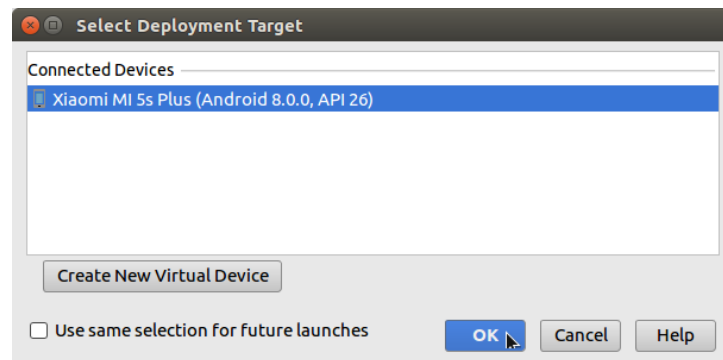 Select Deployment Target
Connected Devices
Xiaomi MI 5s Plus (Android 8.0.0, API 26)
Create New Virtual Device
Use same selection for future launches
OK Cancel Help